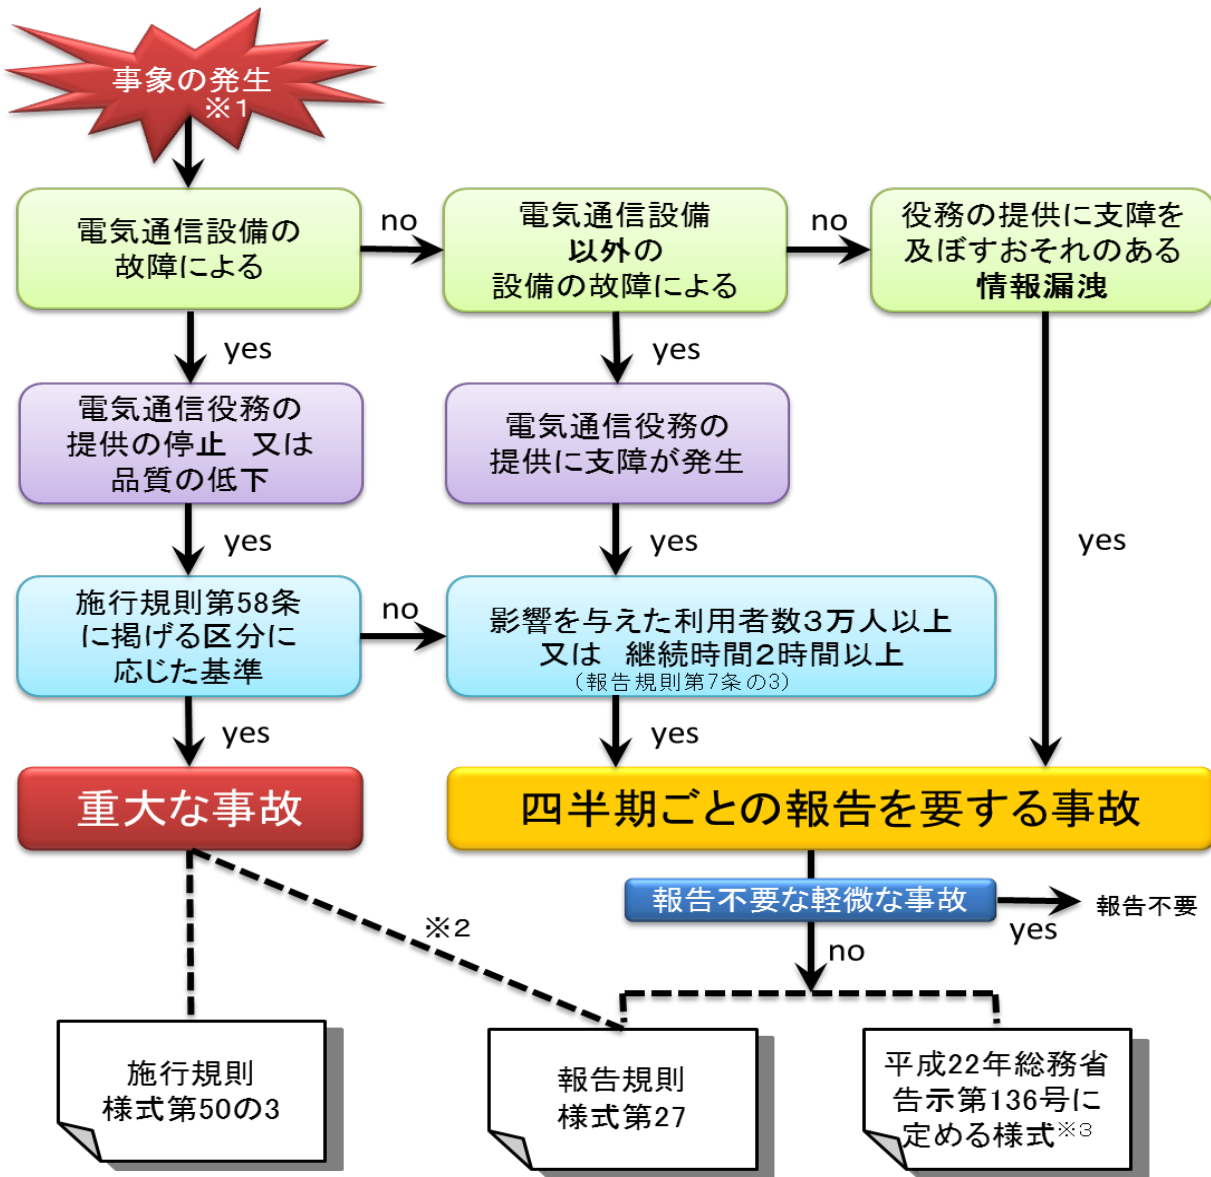 事象の発生
※1
電気通信設備の
故障による
no
電気通信設備
以外の
設備の故障による
no
役務の提供に支障を
及ぼすおそれのある
情報漏洩
yes
yes
電気通信役務の
提供の停止 又は
品質の低下
電気通信役務の
提供に支障が発生
yes
yes
yes
施行規則第58条
に掲げる区分に
応じた基準
no
影響を与えた利用者数3万人以上
又は 継続時間2時間以上
(報告規則第7条の3)
yes
yes
重大な事故
四半期ごとの報告を要する事故
報告不要な軽微な事故
報告不要
yes
※2
no
施行規則
様式第50の3
報告規則
様式第27
平成22年総務省
告示第136号に
定める様式※3